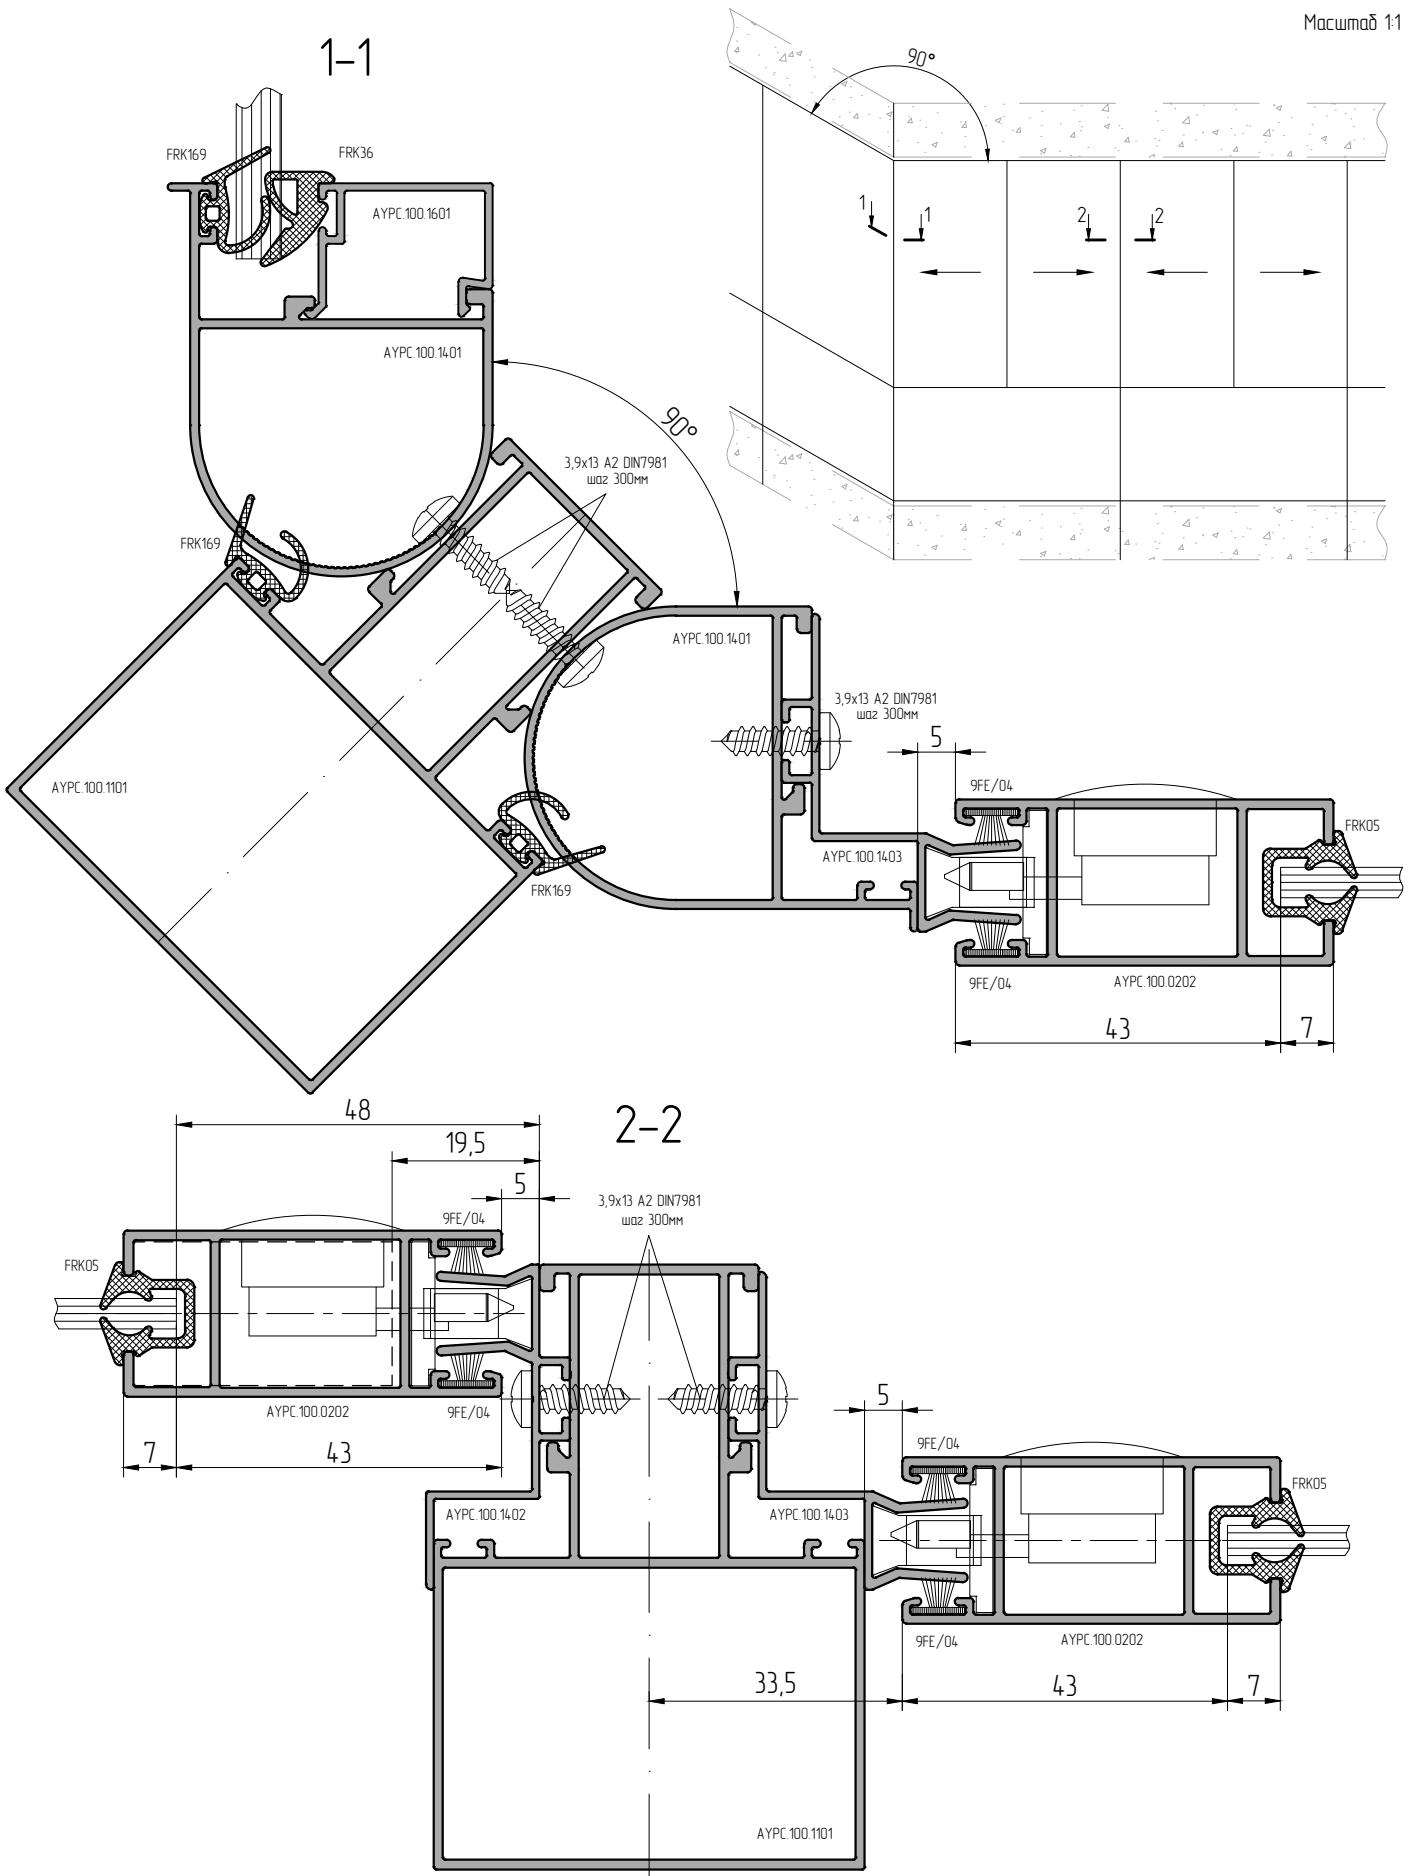 Масштаб 1:1
1-1
90°
FRK169
FRK36
AYPC.100.1601
1
1
2
2
AYPC.100.1401
90°
3,9x13 A2 DIN7981
шаг 300мм
FRK169
AYPC.100.1401
3,9x13 A2 DIN7981
шаг 300мм
5
AYPC.100.1101
9FE/04
FRK05
AYPC.100.1403
FRK169
9FE/04
AYPC.100.0202
43
7
48
2-2
19,5
5
3,9x13 A2 DIN7981
шаг 300мм
9FE/04
FRK05
AYPC.100.0202
9FE/04
5
7
43
9FE/04
FRK05
AYPC.100.1402
AYPC.100.1403
9FE/04
AYPC.100.0202
33,5
43
7
AYPC.100.1101